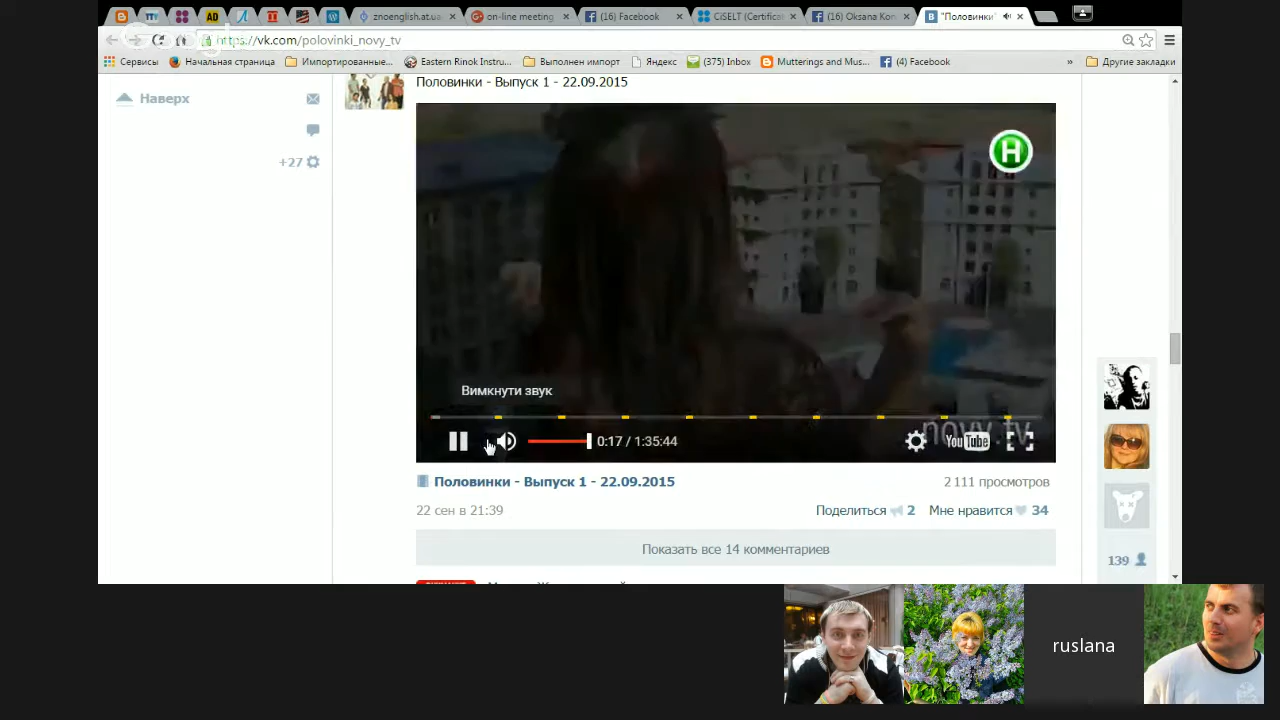 AD
znoenglish.at.ua
on-line meeting
(16) Facebook
CiSELT (Certifica
(16) Oksana Kon
"Половинки"
https://vk.com/polovinki_novy_tv
Сервисы
Начальная страница
Импортированные...
Eastern Rinok Instru...
Выполнен импорт
Яндекс
(375) Inbox
Mutterings and Mus...
(4) Facebook
»
Другие закладки
Наверх
+27
Половинки - Выпуск 1 - 22.09.2015
Н
Вимкнути звук
novy.tv
0:17 / 1:35:44
YouTube
Половинки - Выпуск 1 - 22.09.2015
2 111 просмотров
22 сен в 21:39
Поделиться 2
Мне нравится 34
Показать все 14 комментариев
139
ruslana